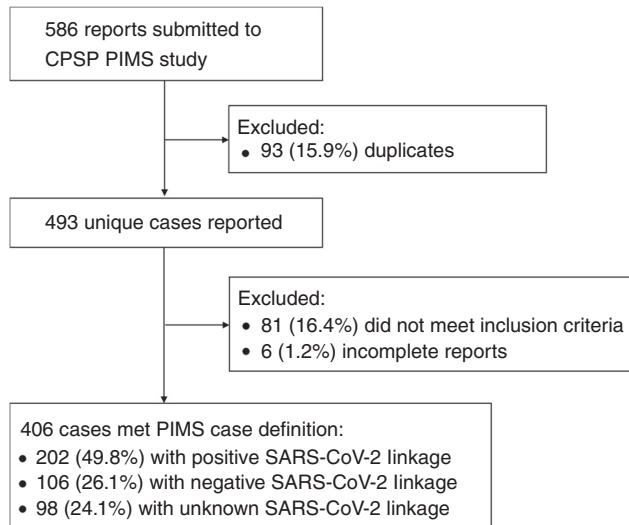 586 reports submitted to
CPSP PIMS study
Excluded:
• 93 (15.9%) duplicates
493 unique cases reported
Excluded:
• 81 (16.4%) did not meet inclusion criteria
• 6 (1.2%) incomplete reports
406 cases met PIMS case definition:
• 202 (49.8%) with positive SARS-CoV-2 linkage
• 106 (26.1%) with negative SARS-CoV-2 linkage
• 98 (24.1%) with unknown SARS-CoV-2 linkage